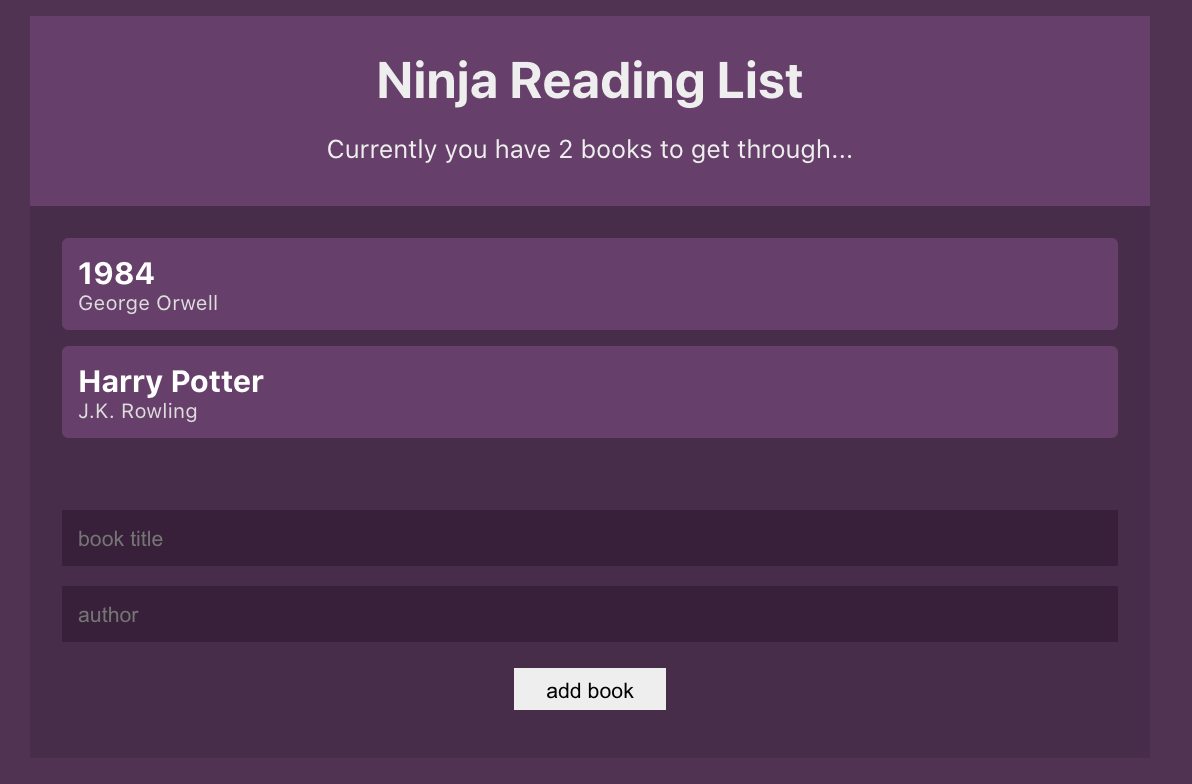 Ninja Reading List
Currently you have 2 books to get through...
1984
George Orwell
Harry Potter
J.K. Rowling
book title
author
add book